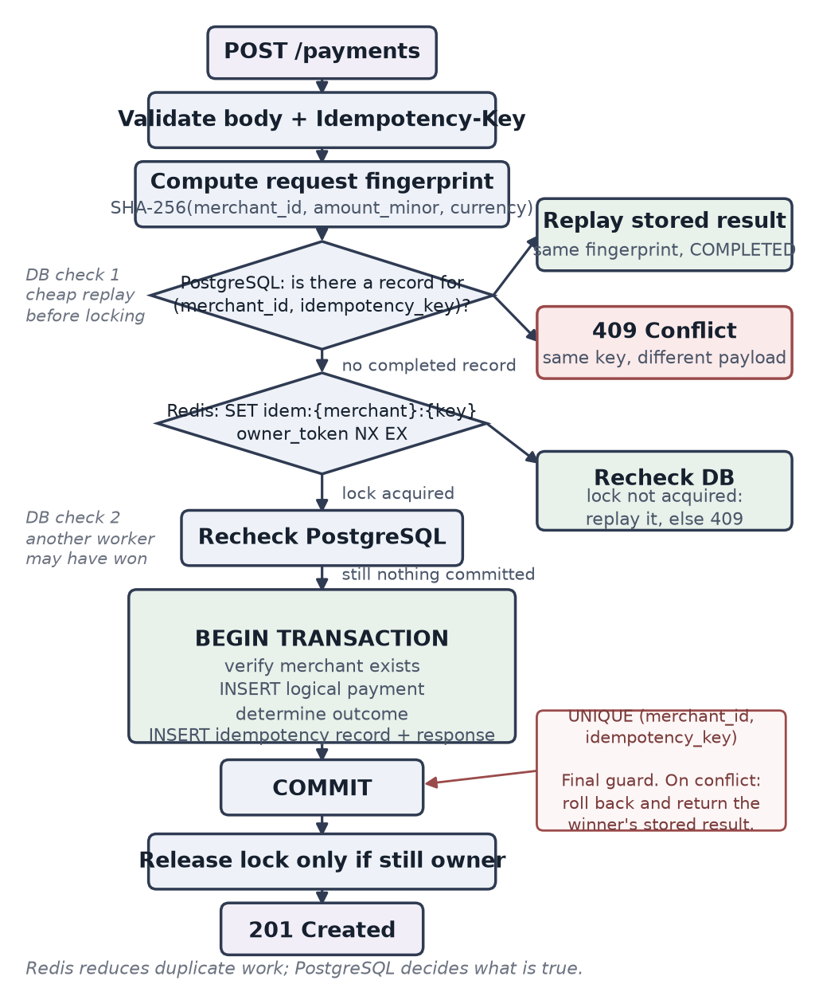 POST /payments
Validate body + Idempotency-Key
Compute request fingerprint
SHA-256(merchant_id, amount_minor, currency)
Replay stored result
same fingerprint, COMPLETED
DB check 1
cheap replay
before locking
PostgreSQL: is there a record for
(merchant_id, idempotency_key)?
409 Conflict
same key, different payload
no completed record
Redis: SET idem:{merchant}:{key}
owner_token NX EX
Recheck DB
lock not acquired:
replay it, else 409
lock acquired
DB check 2
another worker
may have won
Recheck PostgreSQL
still nothing committed
BEGIN TRANSACTION
verify merchant exists
INSERT logical payment
determine outcome
INSERT idempotency record + response
UNIQUE (merchant_id,
idempotency_key)
Final guard. On conflict:
roll back and return the
winner's stored result.
COMMIT
Release lock only if still owner
201 Created
Redis reduces duplicate work; PostgreSQL decides what is true.